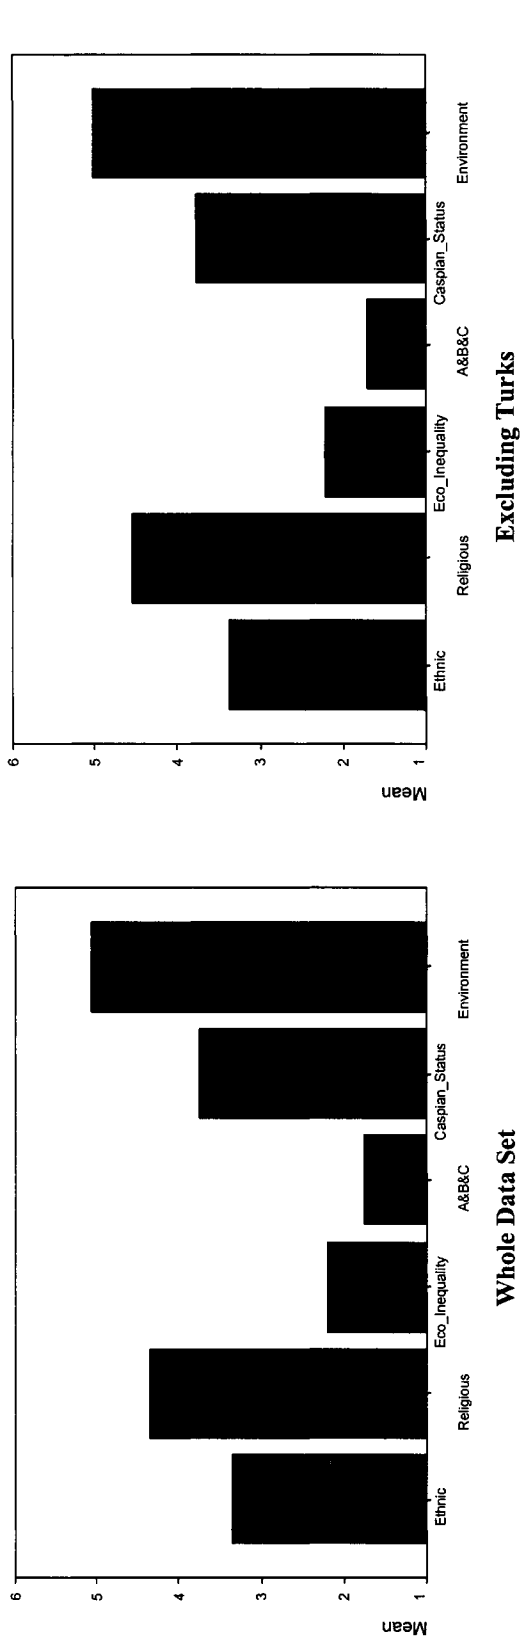 6
5
4
3
2
1
Mean
Ethnic
Religious
Eco_Inequality
A&B&C
Caspian_Status
Environment
Whole Data Set
6
5
4
3
2
1
Mean
Ethnic
Religious
Eco_Inequality
A&B&C
Caspian_Status
Environment
Excluding Turks